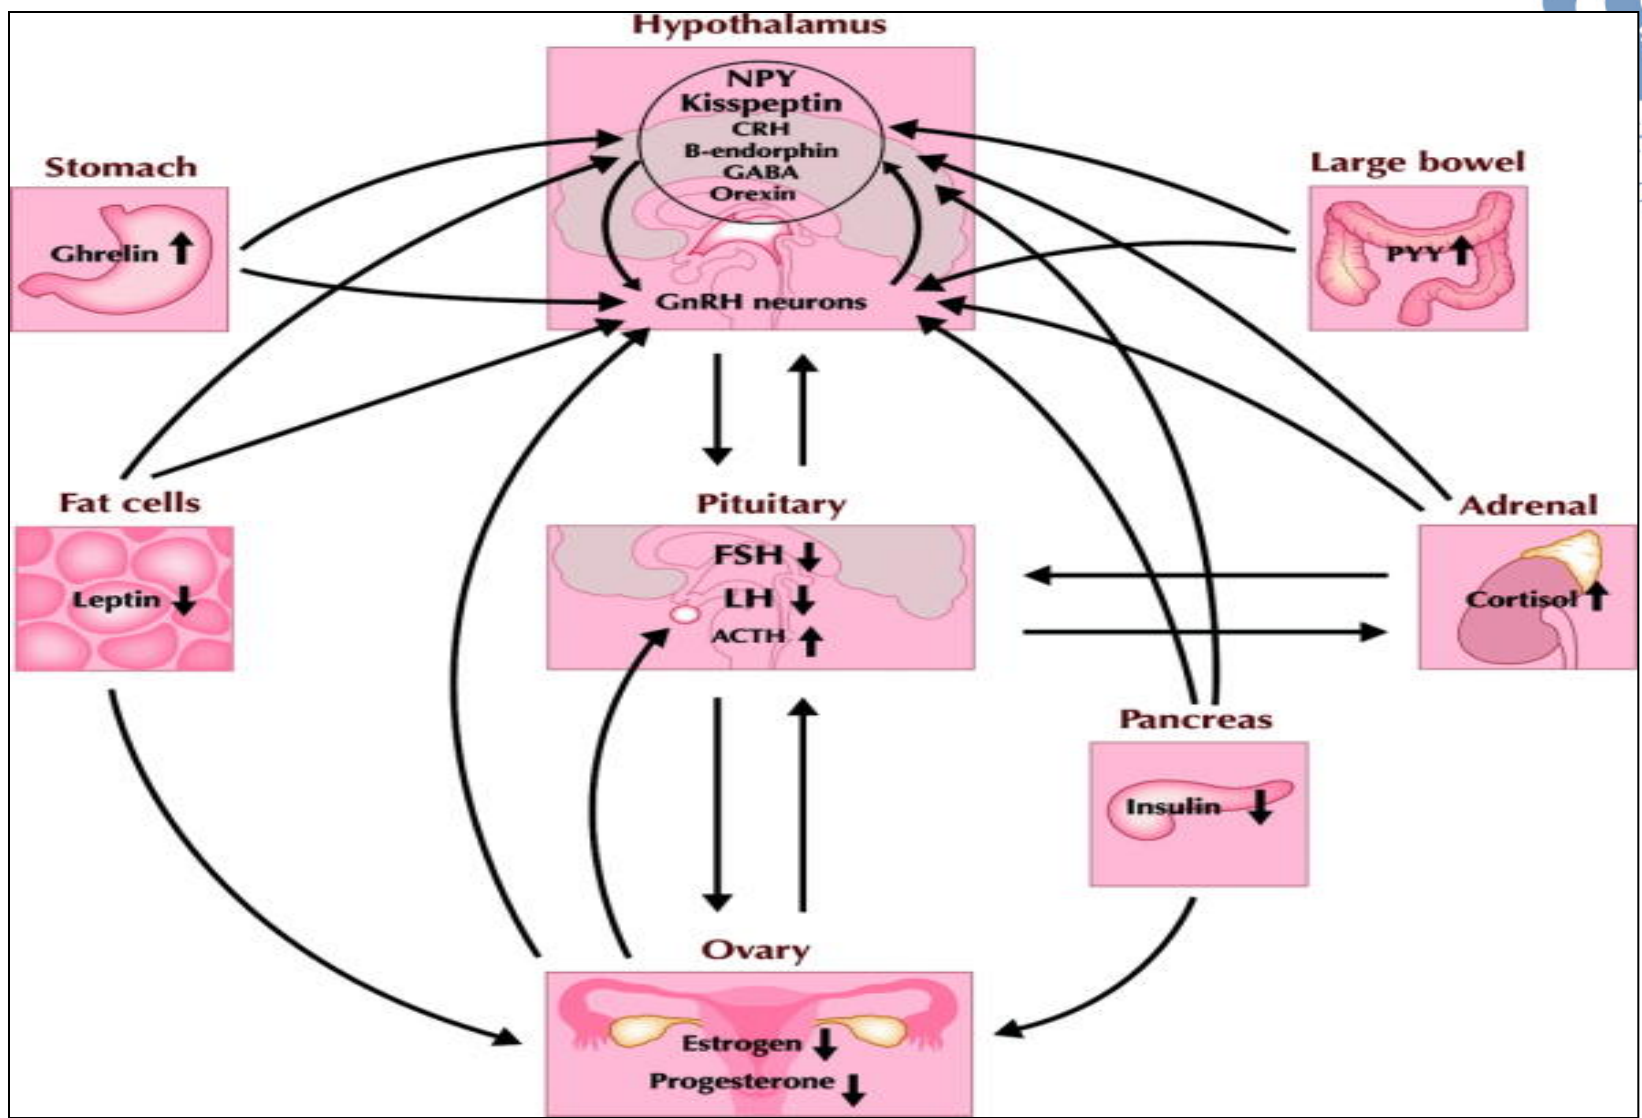 Hypothalamus
NPY
Kisspeptin
CRH
B-endorphin
GABA
Orexin
GnRH neurons
Stomach
Ghrelin
Large bowel
PYY
Fat cells
Leptin
Pituitary
FSH
LH
ACTH
Adrenal
Cortisol
Pancreas
Insulin
Ovary
Estrogen
Progesterone